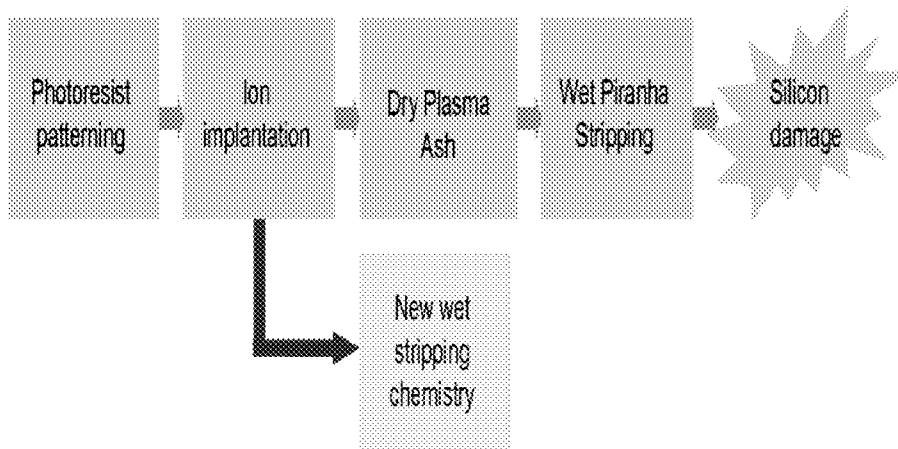 Photoresist
patterning
Ion
implantation
Dry Plasma
Ash
Wet Piranha
Stripping
Silicon
damage
New wet
stripping
chemistry